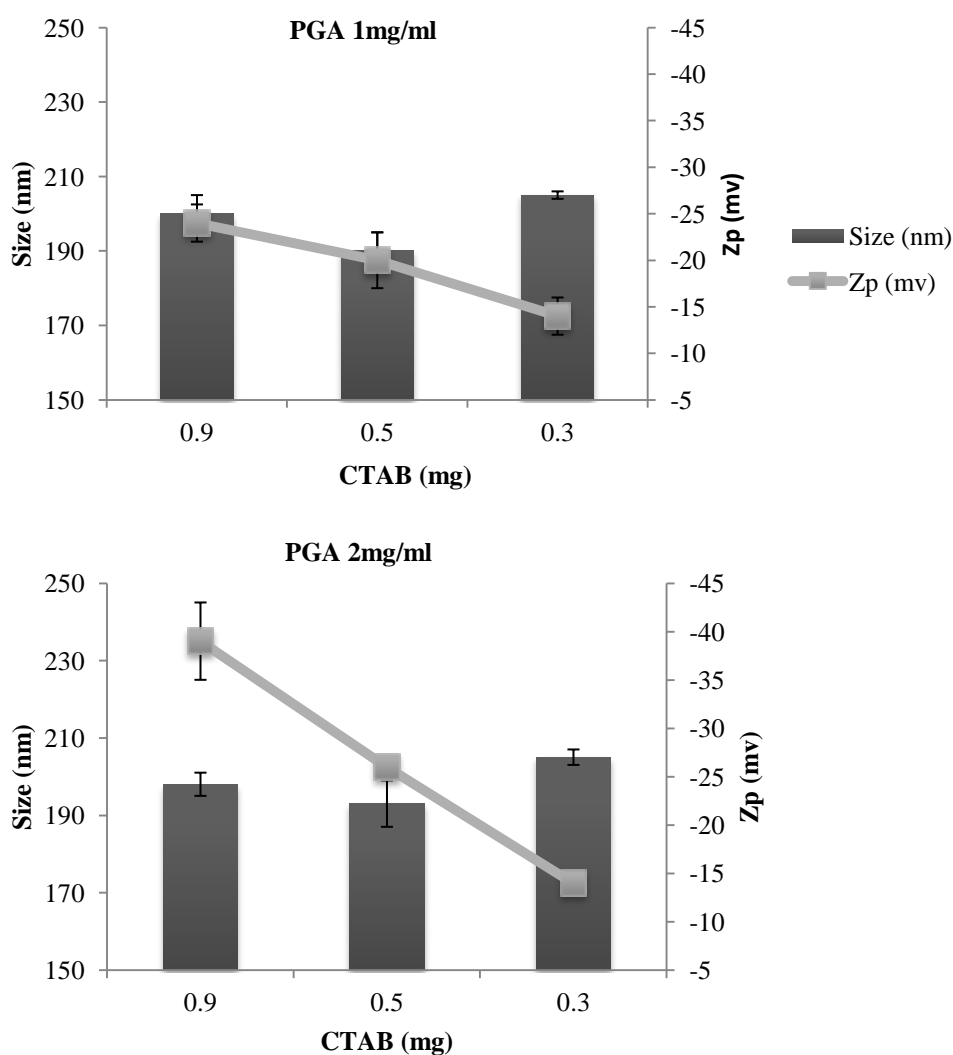 PGA 1mg/ml
250
230
210
190
170
150
Size (nm)
-45
-40
-35
-30
-25
-20
-15
-10
-5
Zp (mv)
0.9 0.5 0.3
CTAB (mg)
Size (nm)
Zp (mv)
PGA 2mg/ml
250
230
210
190
170
150
Size (nm)
-45
-40
-35
-30
-25
-20
-15
-10
-5
Zp (mv)
0.9 0.5 0.3
CTAB (mg)